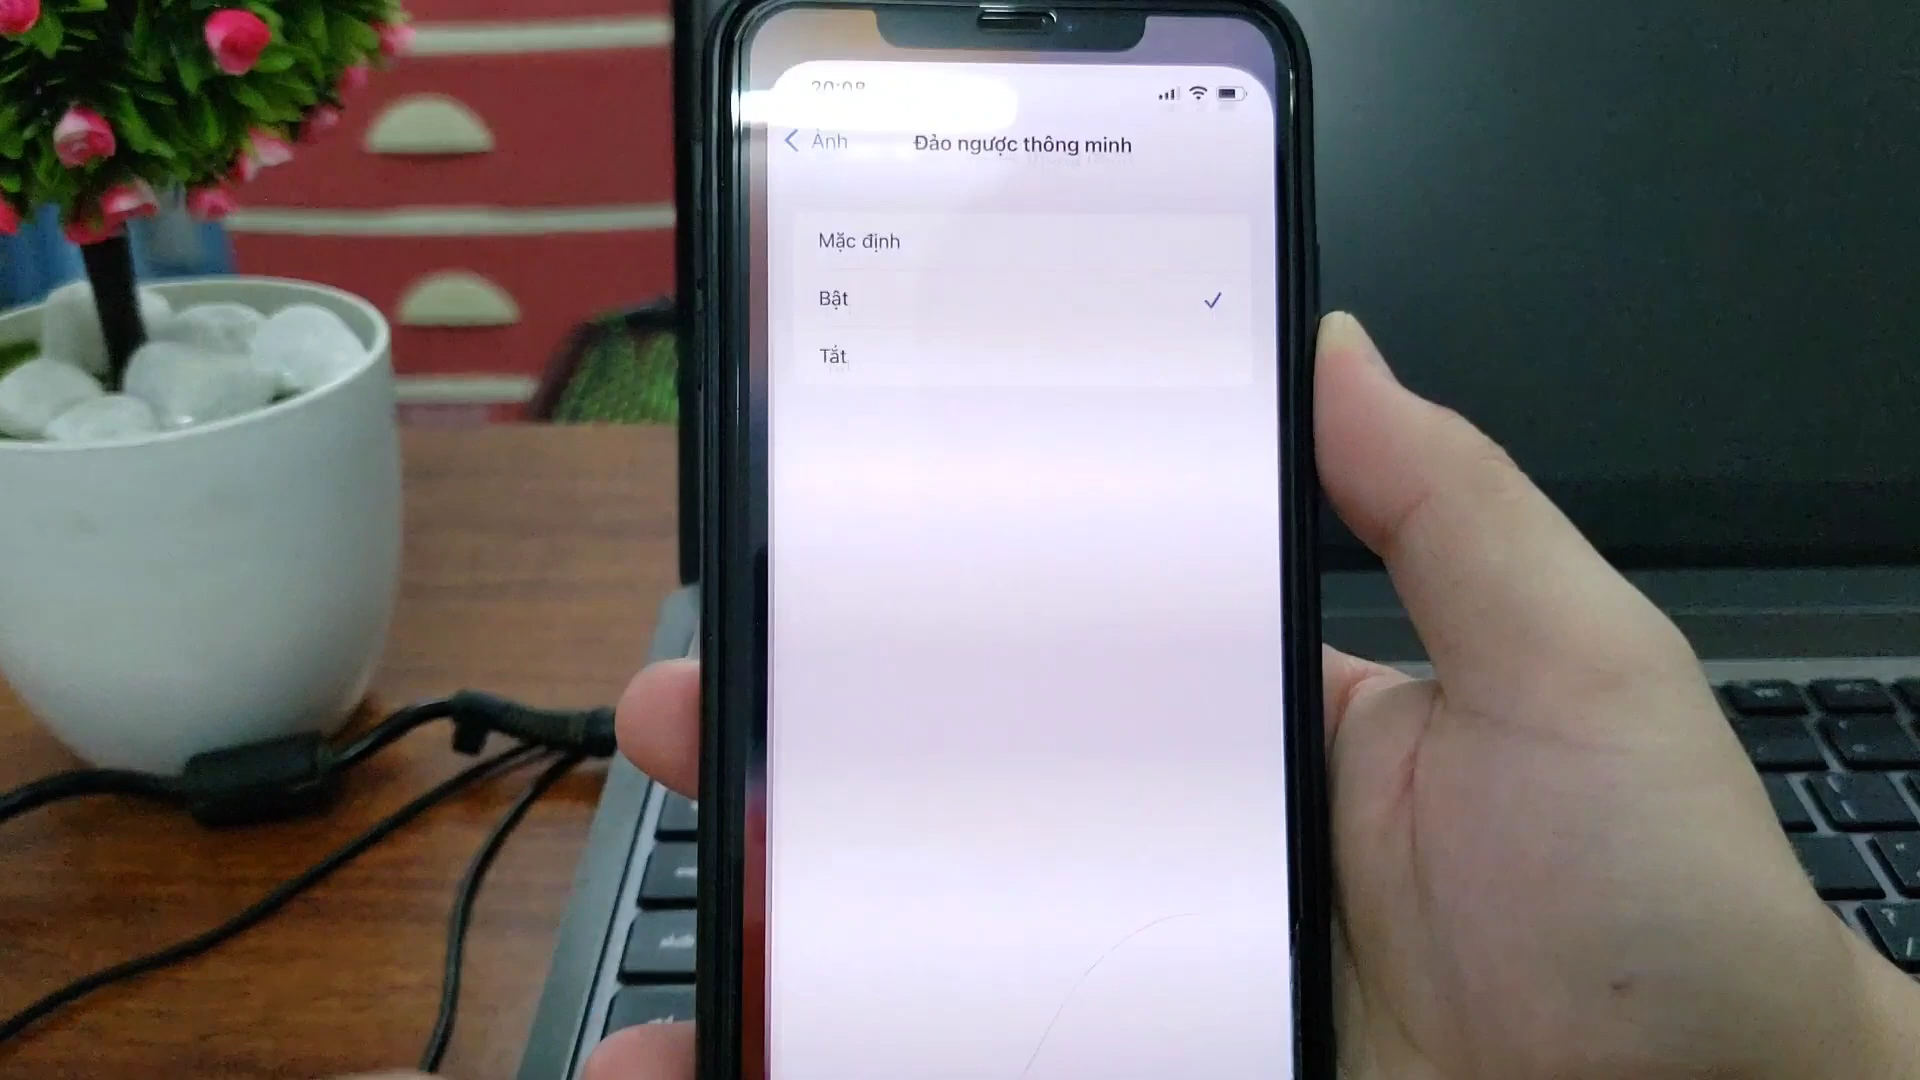 20:08
Ảnh
Đảo ngược thông minh
Mặc định
Bật
Tắt